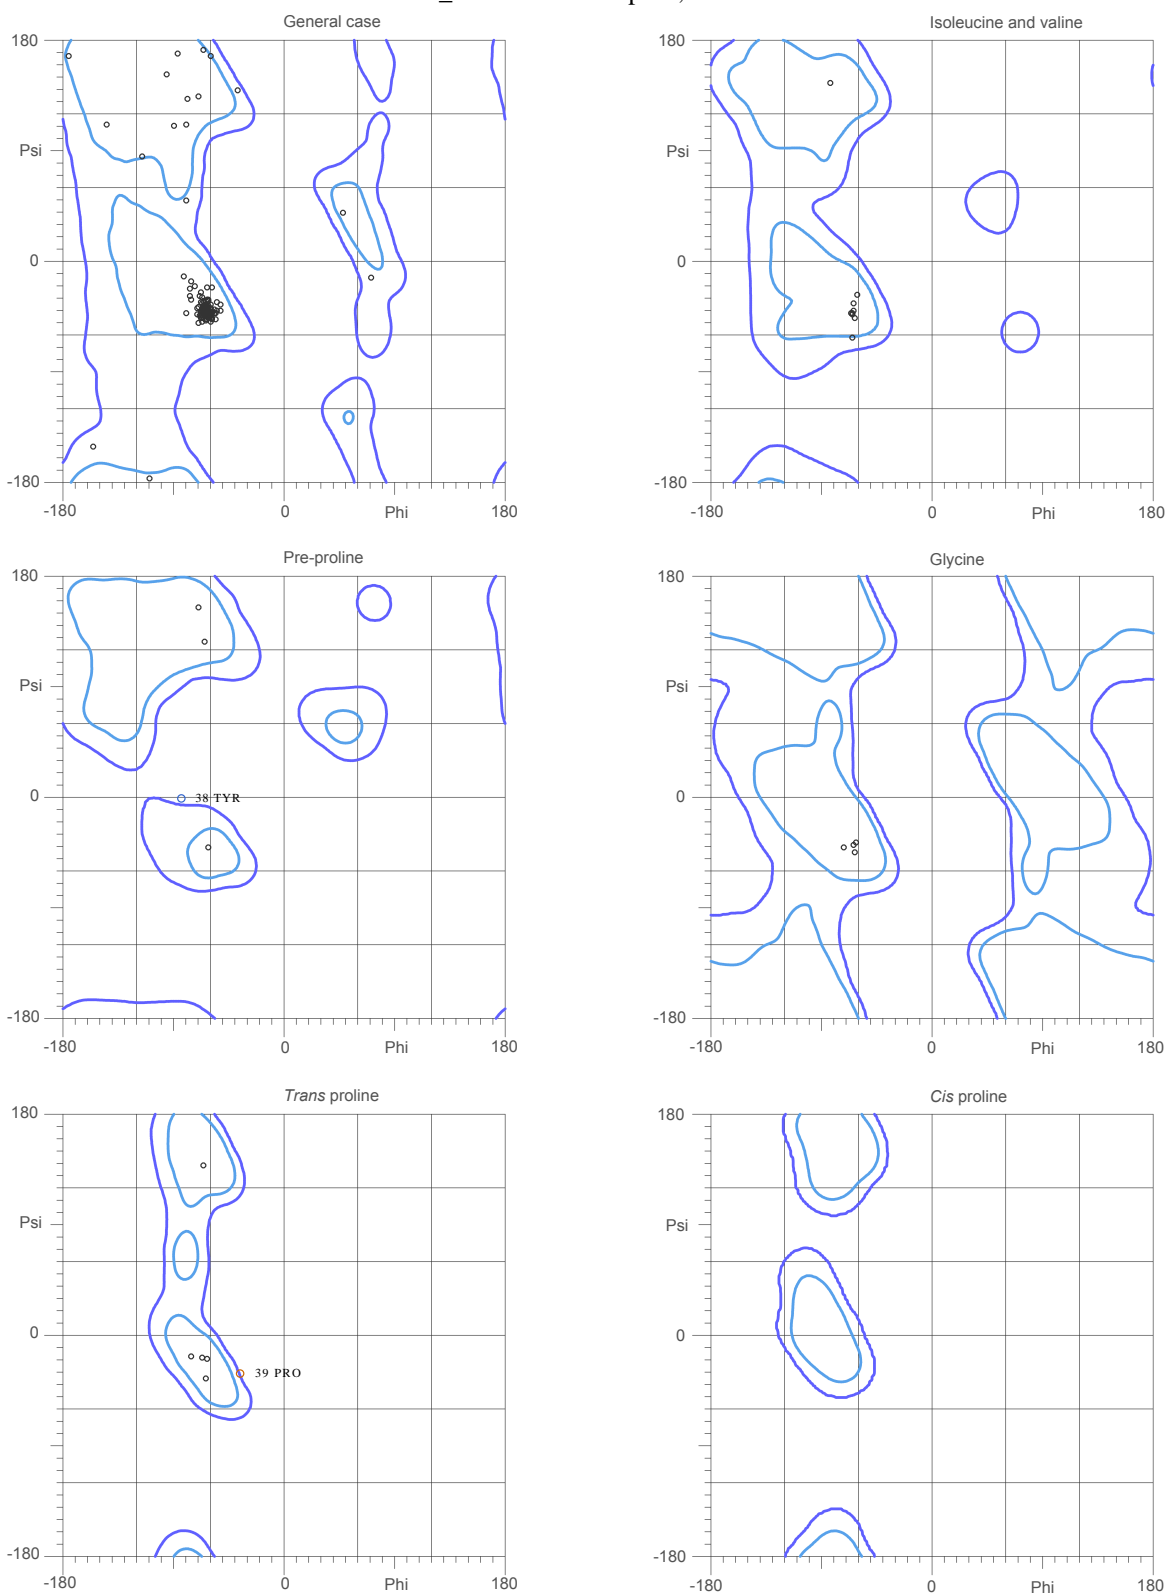 General case
Isoleucine and valine
180
180
Psi
Psi
0
0
-180
-180
-180
0
Phi
180
-180
0
Phi
180
Pre-proline
Glycine
180
180
Psi
Psi
38 TYR
0
0
-180
-180
-180
0
Phi
180
-180
0
Phi
180
Trans proline
Cis proline
180
180
Psi
Psi
0
0
39 PRO
-180
-180
-180
0
Phi
180
-180
0
Phi
180